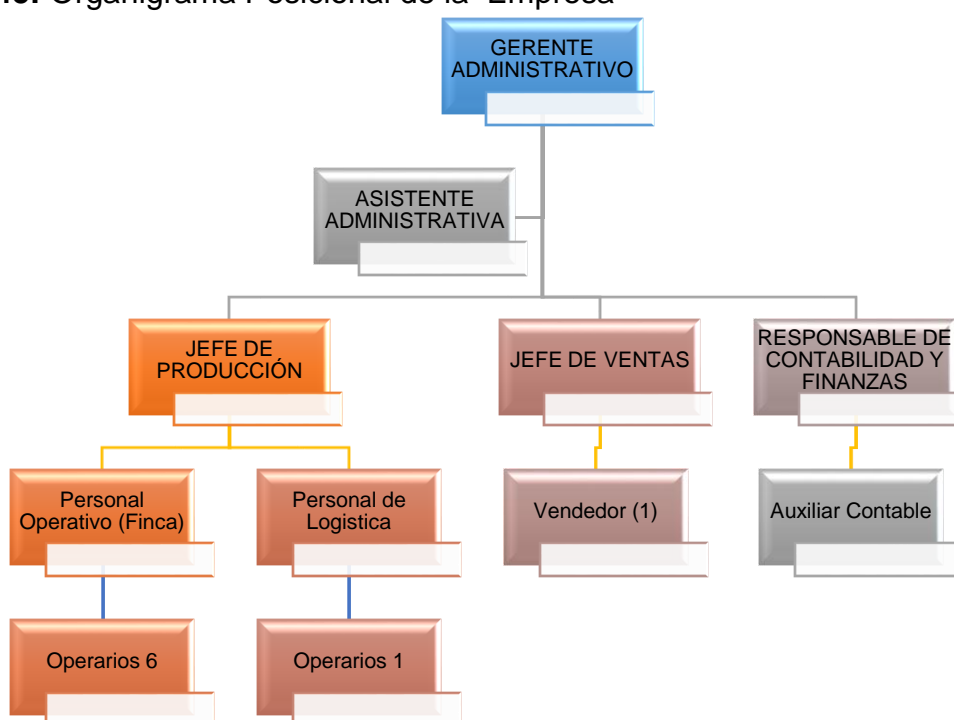 Organigrama Posicional de la Empresa
GERENTE
ADMINISTRATIVO
ASISTENTE
ADMINISTRATIVA
JEFE DE
PRODUCCIÓN
JEFE DE VENTAS
RESPONSABLE DE
CONTABILIDAD Y
FINANZAS
Personal
Operativo (Finca)
Personal de
Logistica
Vendedor (1)
Auxiliar Contable
Operarios 6
Operarios 1